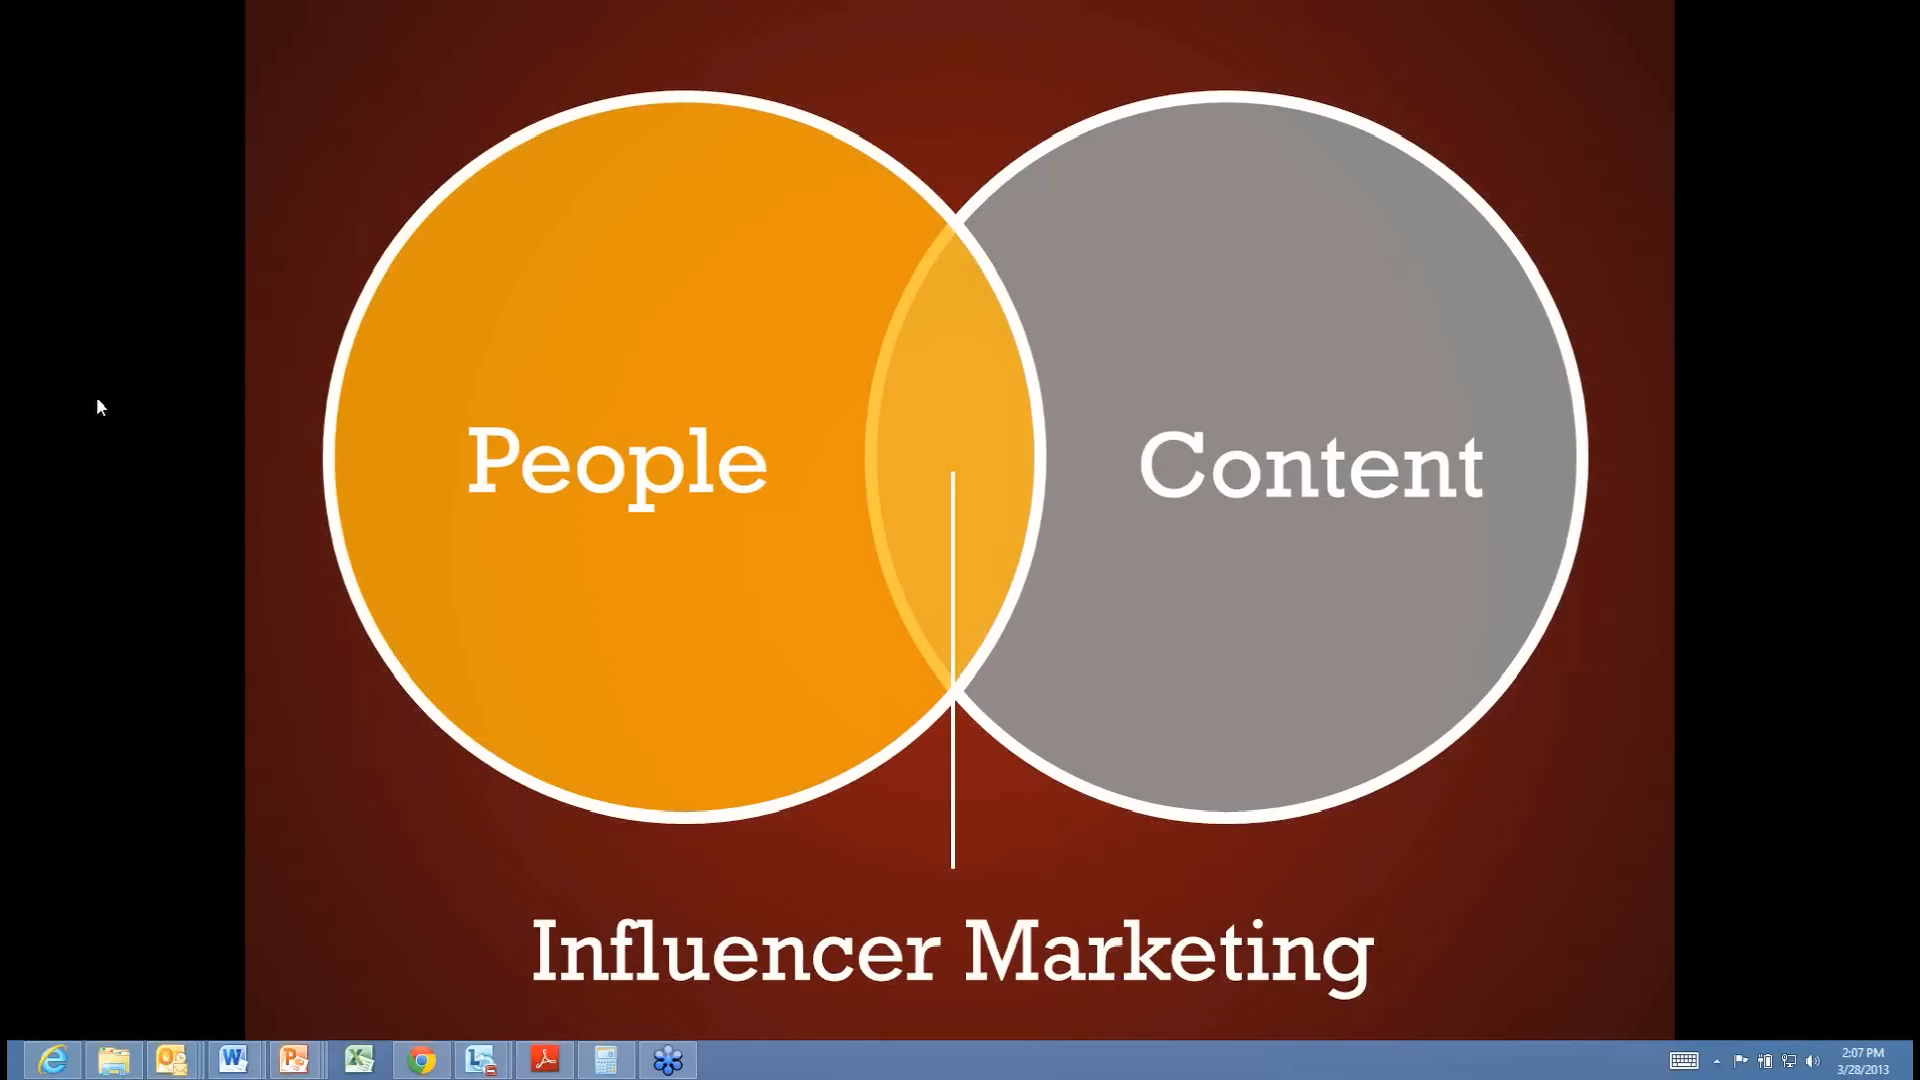 People
Content
Influencer Marketing
2:07 PM
3/28/2013